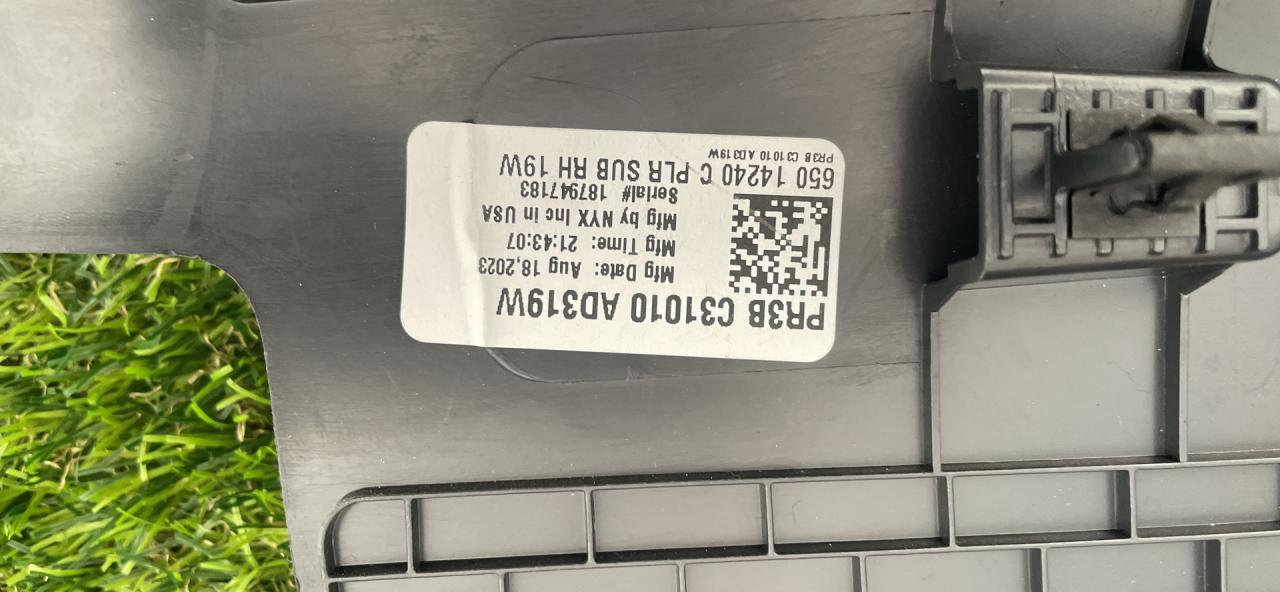 PR3B C31010 AD319W
Mfg Date: Aug 18,2023
Mfg Time: 21:43:07
Mfg by NYX Inc in USA
Serial# 187947183
650 14240 C PLR SUB RH 19W
PR3B C31010 AD319W